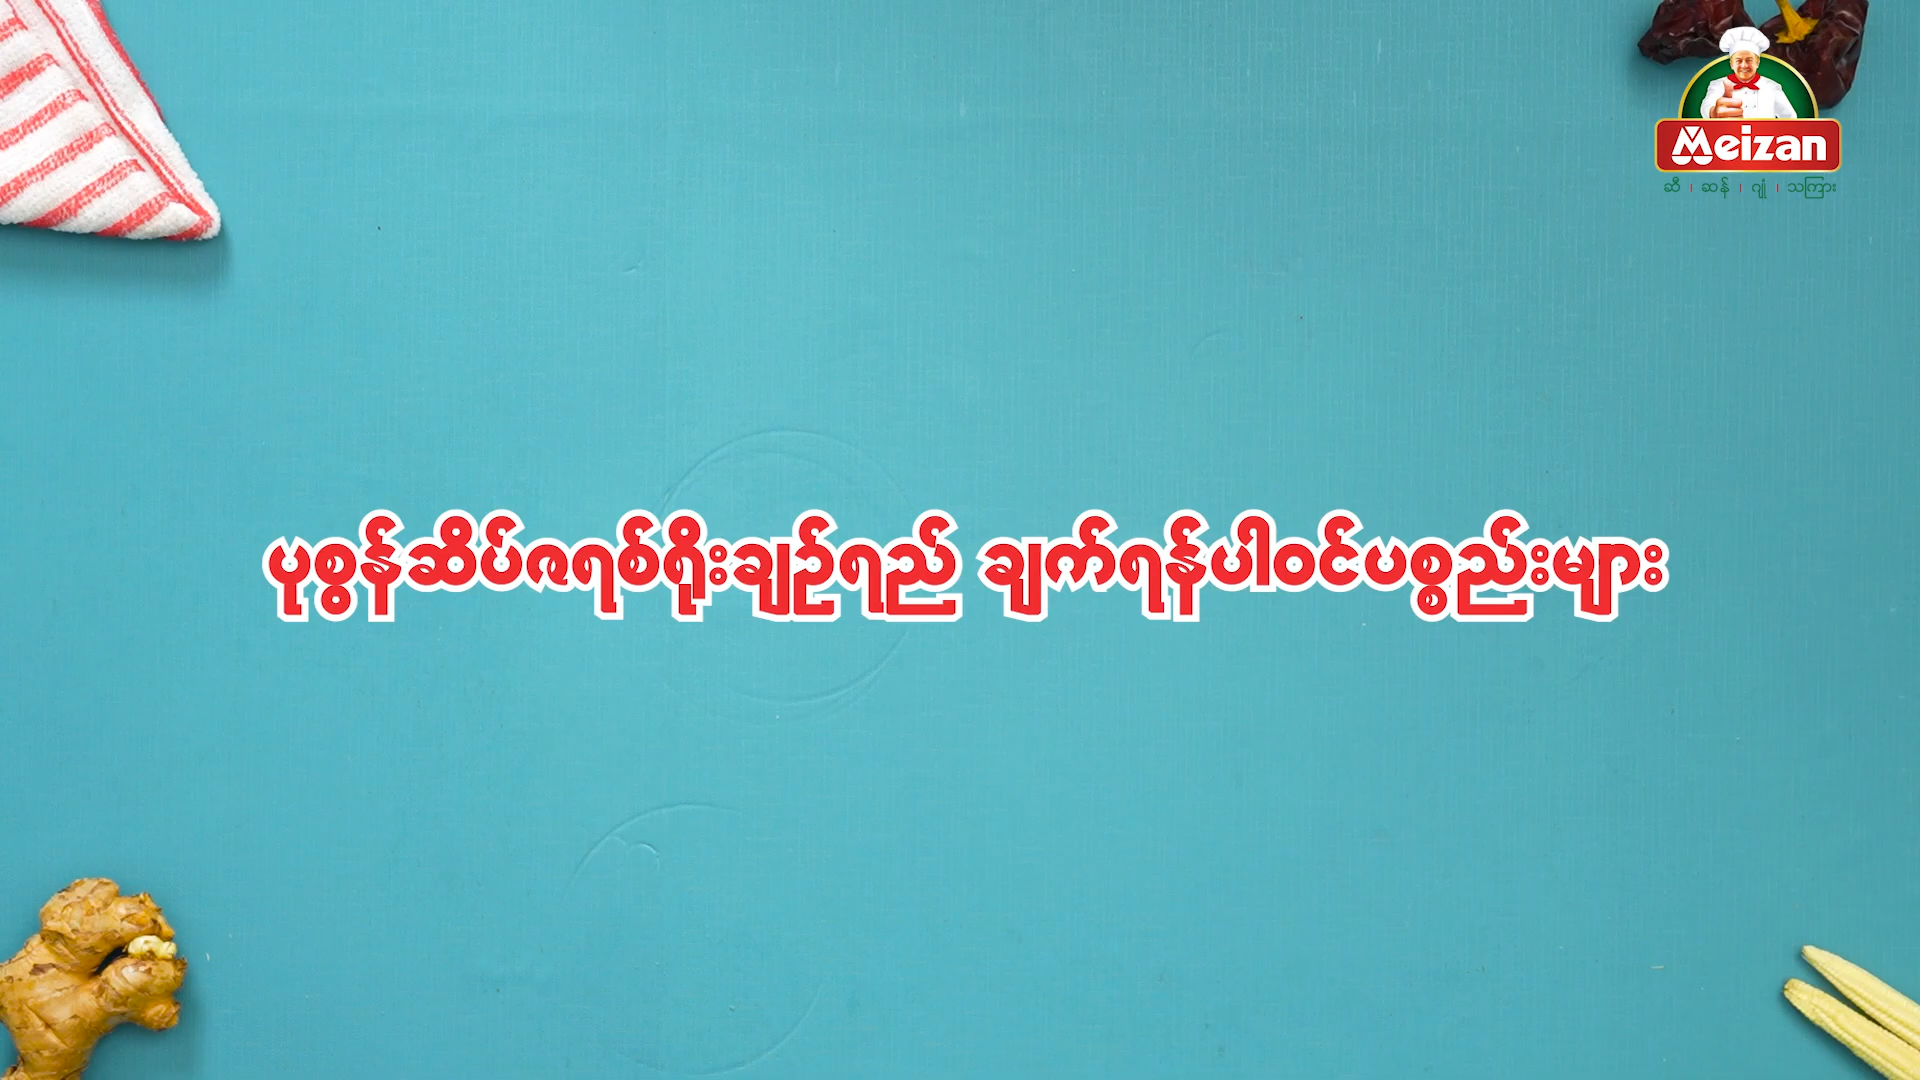 Meizan
ဆီ | ဆန် | ဂျုံ | သကြား
ပုစွန်ဆိပ်ဇရစ်ရိုးချဉ်ရည် ချက်ရန်ပါဝင်ပစ္စည်းများ